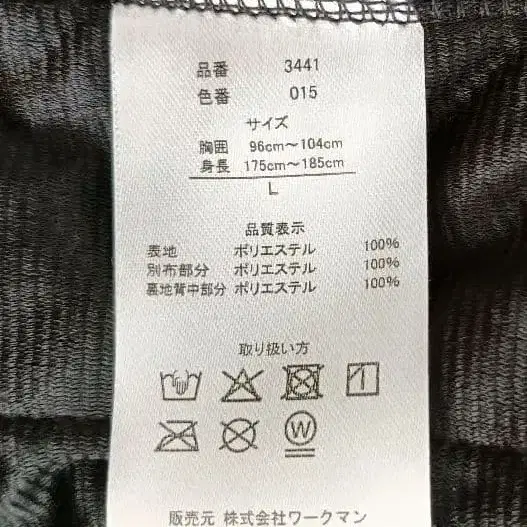 品番 3441
色番 015
サイズ
胸囲 96cm～104cm
身長 175cm～185cm
L
品質表示
表地 ポリエステル 100%
別布部分 ポリエステル 100%
裏地背中部分 ポリエステル 100%
取り扱い方
W
販売元 株式会社ワークマン